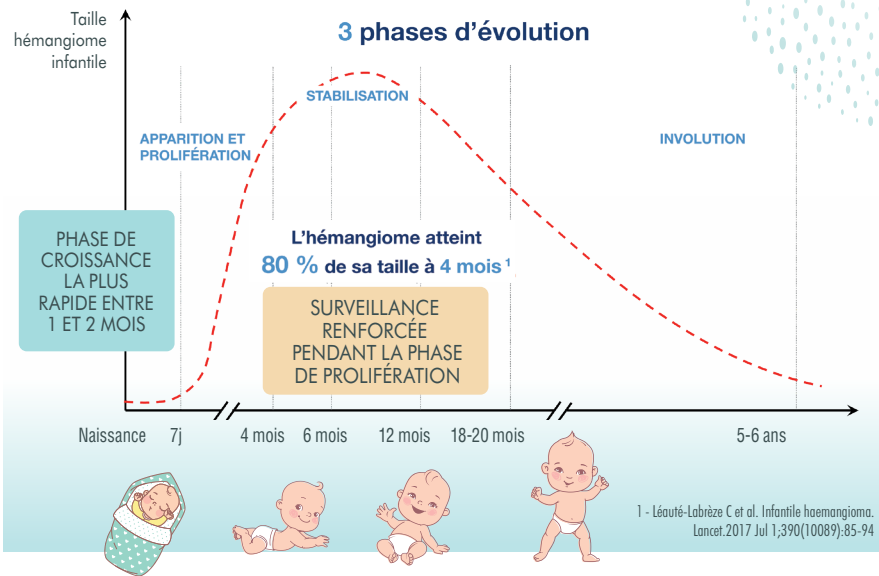 Taille
hémangiome
infantile
3 phases d'évolution
STABILISATION
APPARITION ET
PROLIFÉRATION
INVOLUTION
PHASE DE
CROISSANCE
LA PLUS
RAPIDE ENTRE
1 ET 2 MOIS
L'hémangiome atteint
80 % de sa taille à 4 mois ¹
SURVEILLANCE
RENFORCÉE
PENDANT LA PHASE
DE PROLIFÉRATION
Naissance 7j 4 mois 6 mois 12 mois 18-20 mois 5-6 ans
1 - Léauté-Labrèze C et al. Infantile haemangioma.
Lancet.2017 Jul 1;390(10089):85-94